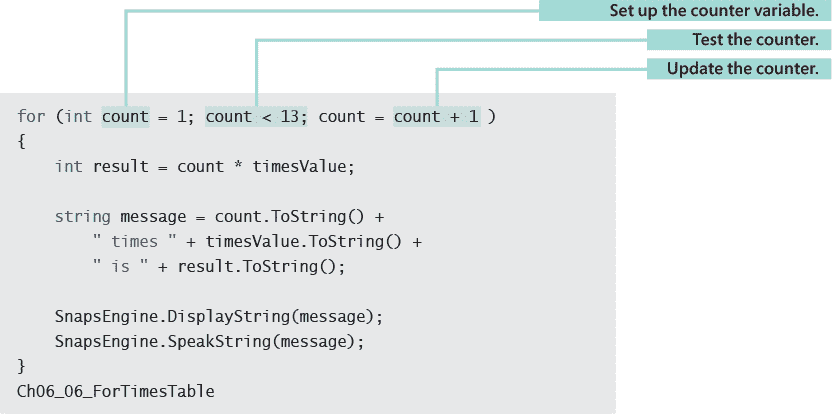 Set up the counter variable.
Test the counter.
Update the counter.
for (int count = 1; count < 13; count = count + 1 )
{
    int result = count * timesValue;
    string message = count.ToString() +
        " times " + timesValue.ToString() +
        " is " + result.ToString();
    SnapsEngine.DisplayString(message);
    SnapsEngine.SpeakString(message);
}
Ch06_06_ForTimesTable